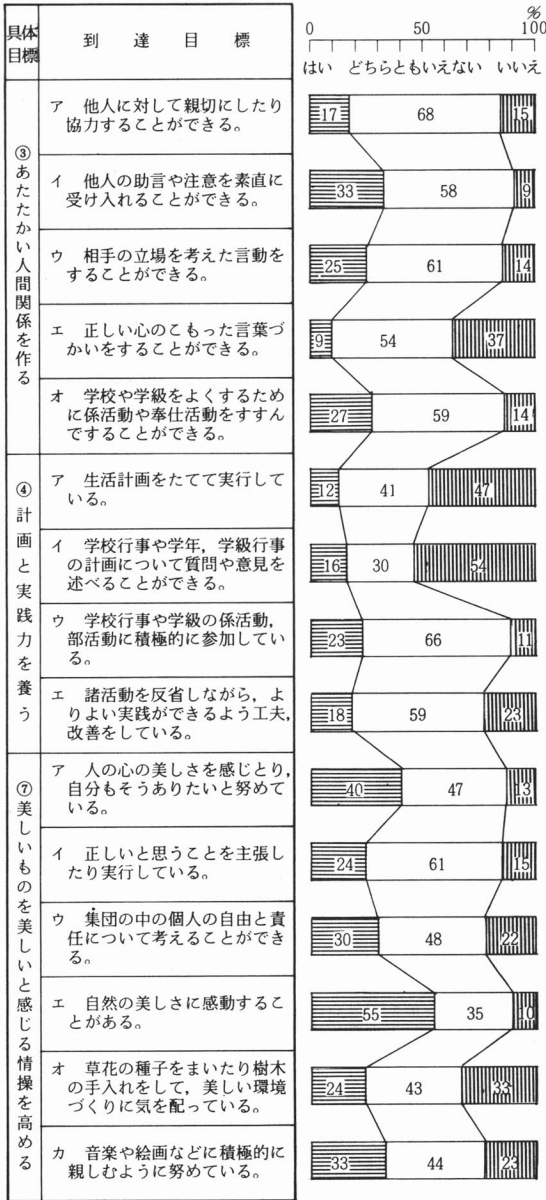 具体目標
到達目標
%
0 50 100
はい どちらともいえない いいえ
③あたたかい人間関係を作る
ア 他人に対して親切にしたり
協力することができる。
17 68 15
イ 他人の助言や注意を素直に
受け入れることができる。
33 58 9
ウ 相手の立場を考えた言動を
することができる。
25 61 14
エ 正しい心のこもった言葉づ
かいをすることができる。
9 54 37
オ 学校や学級をよくするため
に係活動や奉仕活動をすすん
ですることができる。
27 59 14
④計画と実践力を養う
ア 生活計画をたてて実行して
いる。
12 41 47
イ 学校行事や学年，学級行事
の計画について質問や意見を
述べることができる。
16 30 54
ウ 学校行事や学級の係活動，
部活動に積極的に参加してい
る。
23 66 11
エ 諸活動を反省しながら，よ
りよい実践ができるよう工夫，
改善をしている。
18 59 23
⑦美しいものを美しいと感じる情操を高める
ア 人の心の美しさを感じとり，
自分もそうありたいと努めて
いる。
40 47 13
イ 正しいと思うことを主張し
たり実行している。
24 61 15
ウ 集団の中の個人の自由と責
任について考えることができ
る。
30 48 22
エ 自然の美しさに感動するこ
とがある。
55 35 10
オ 草花の種子をまいたり樹木
の手入れをして，美しい環境
づくりに気を配っている。
24 43 33
カ 音楽や絵画などに積極的に
親しむように努めている。
33 44 23